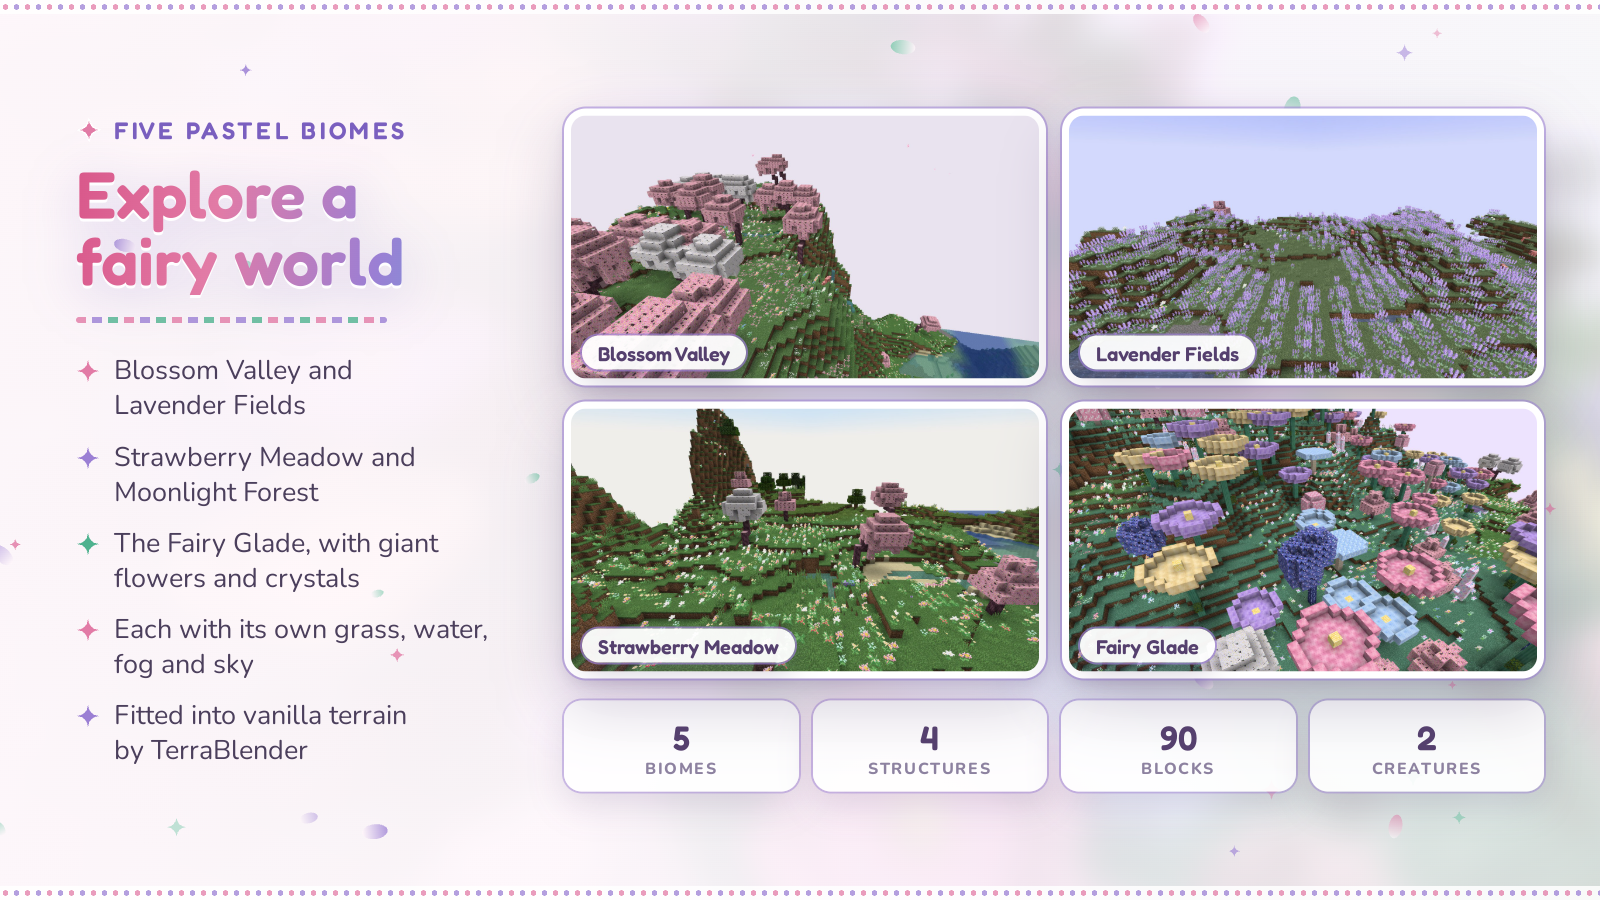 FIVE PASTEL BIOMES
Explore a
fairy world
Blossom Valley and
Lavender Fields
Strawberry Meadow and
Moonlight Forest
The Fairy Glade, with giant
flowers and crystals
Each with its own grass, water,
fog and sky
Fitted into vanilla terrain
by TerraBlender
Blossom Valley
Lavender Fields
Strawberry Meadow
Fairy Glade
5
BIOMES
4
STRUCTURES
90
BLOCKS
2
CREATURES